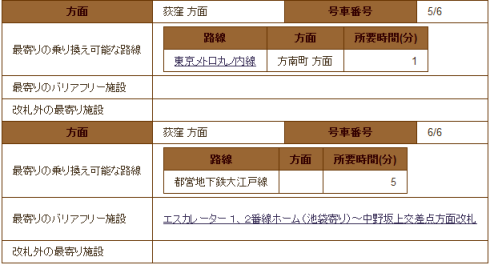 方面 荻窪 方面 号車番号 5/6
路線 方面 所要時間(分)
最寄りの乗り換え可能な路線
東京メトロ丸ノ内線 方南町 方面 1
最寄りのバリアフリー施設
改札外の最寄り施設
方面 荻窪 方面 号車番号 6/6
路線 方面 所要時間(分)
最寄りの乗り換え可能な路線
都営地下鉄大江戸線 5
最寄りのバリアフリー施設 エスカレーター 1、2番線ホーム(池袋寄り)～中野坂上交差点方面改札
改札外の最寄り施設